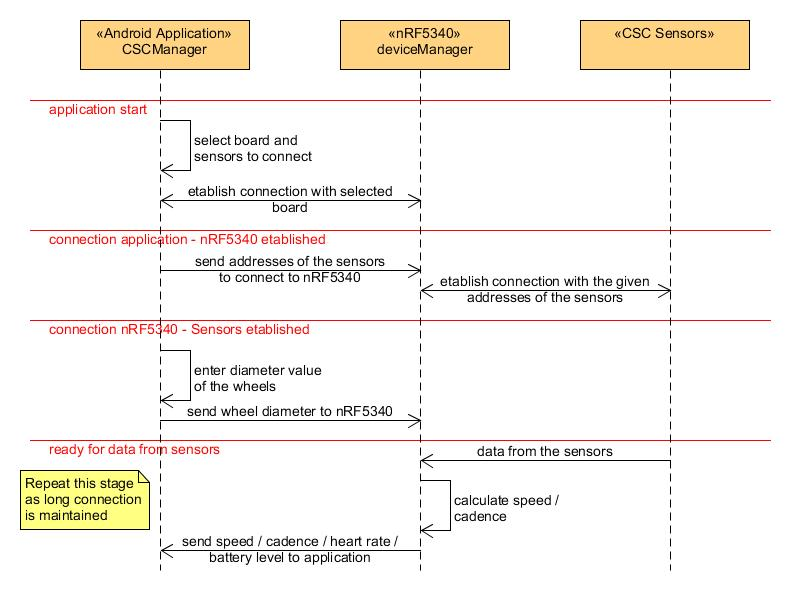 «Android Application»
CSCManager
«nRF5340»
deviceManager
«CSC Sensors»
application start
select board and
sensors to connect
etablish connection with selected
board
connection application - nRF5340 etablished
send addresses of the sensors
to connect to nRF5340
etablish connection with the given
addresses of the sensors
connection nRF5340 - Sensors etablished
enter diameter value
of the wheels
send wheel diameter to nRF5340
ready for data from sensors
data from the sensors
Repeat this stage
as long connection
is maintained
calculate speed /
cadence
send speed / cadence / heart rate /
battery level to application